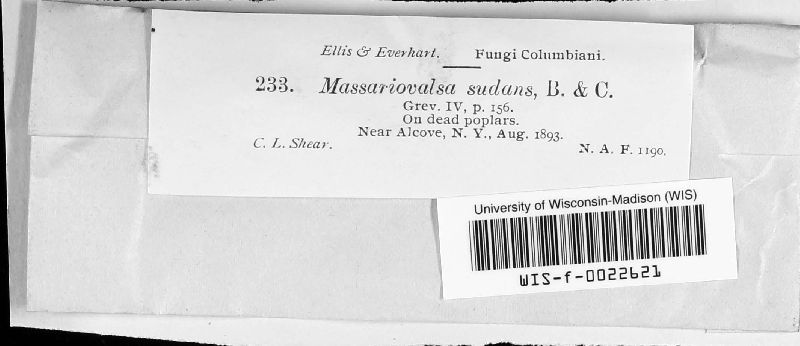 Ellis & Everhart. Fungi Columbiani.
233. Massariovalsa sudans, B. & C.
Grev. IV, p. 156.
On dead poplars.
Near Alcove, N. Y., Aug. 1893.
C. L. Shear. N. A. F. 1190.
University of Wisconsin-Madison (WIS)
WIS-f-0022621